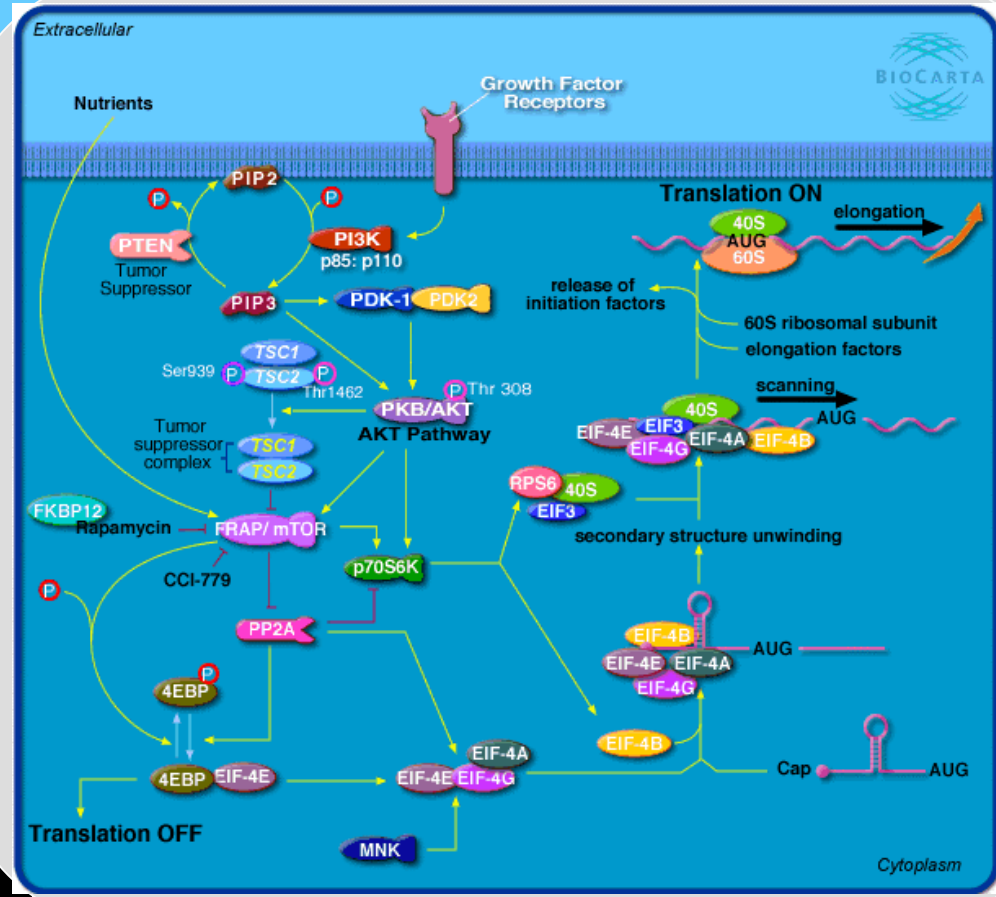 Extracellular
BIOCARTA
Growth Factor
Receptors
Nutrients
PIP2
P
P
PTEN
Tumor
Suppressor
PI3K
p85: p110
PIP3
PDK-1
PDK2
Translation ON
40S
AUG
60S
elongation
release of
initiation factors
60S ribosomal subunit
elongation factors
TSC1
Ser939
P
TSC2
P
Thr1462
P
Thr 308
PKB/AKT
AKT Pathway
scanning
40S
AUG
EIF-4E
EIF3
EIF-4G
EIF-4A
EIF-4B
Tumor
suppressor
complex
TSC1
TSC2
RPS6
40S
EIF3
FKBP12
Rapamycin
FRAP/ mTOR
CCI-779
p70S6K
secondary structure unwinding
P
PP2A
EIF-4B
AUG
EIF-4E
EIF-4A
EIF-4G
P
4EBP
EIF-4B
4EBP
EIF-4E
EIF-4A
EIF-4E
EIF-4G
Cap
AUG
Translation OFF
MNK
Cytoplasm